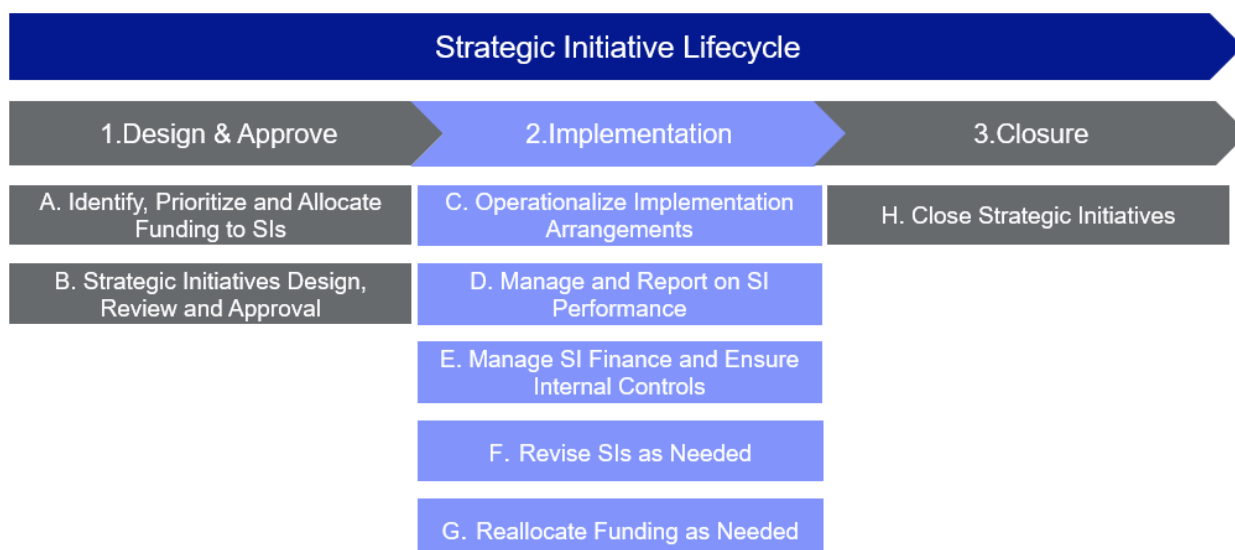 Strategic Initiative Lifecycle
1.Design & Approve
2.Implementation
3.Closure
A. Identify, Prioritize and Allocate
Funding to SIs
B. Strategic Initiatives Design,
Review and Approval
C. Operationalize Implementation
Arrangements
D. Manage and Report on SI
Performance
E. Manage SI Finance and Ensure
Internal Controls
F. Revise SIs as Needed
G. Reallocate Funding as Needed
H. Close Strategic Initiatives